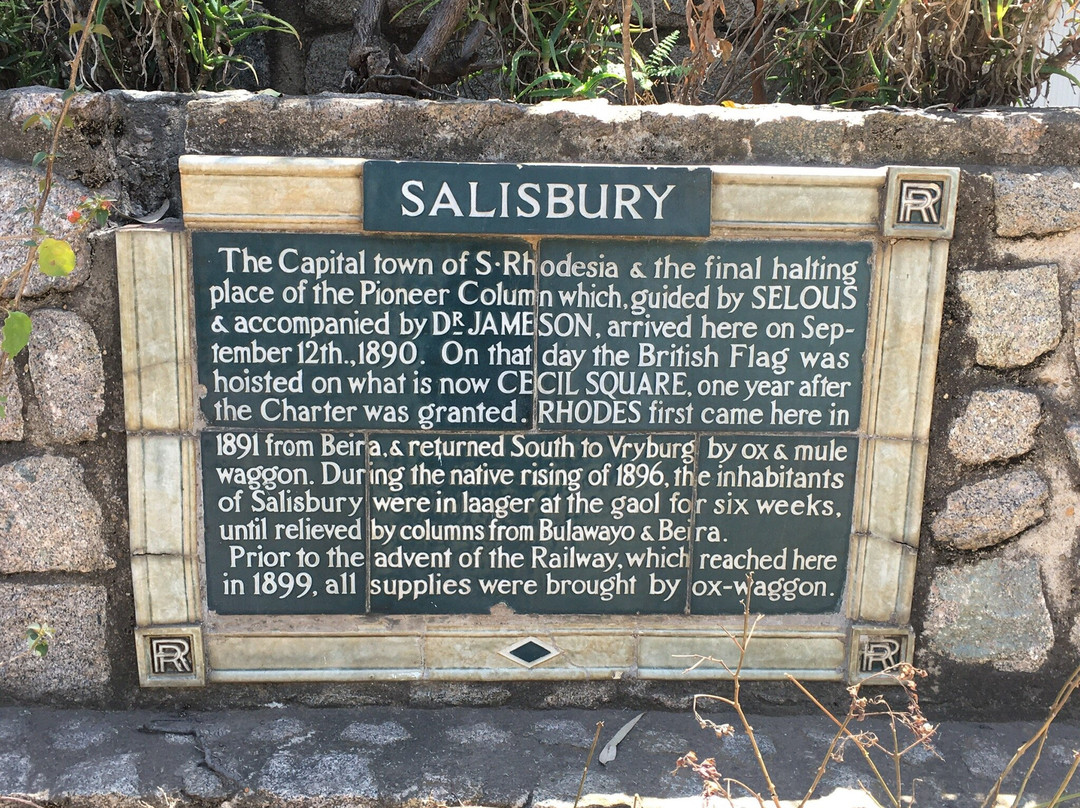 SALISBURY
RR
The Capital town of S·Rhodesia & the final halting
place of the Pioneer Column which, guided by SELOUS
& accompanied by DR JAMESON, arrived here on Sep-
tember 12th., 1890. On that day the British Flag was
hoisted on what is now CECIL SQUARE, one year after
the Charter was granted. RHODES first came here in
1891 from Beira, & returned South to Vryburg by ox & mule
waggon. During the native rising of 1896, the inhabitants
of Salisbury were in laager at the gaol for six weeks,
until relieved by columns from Bulawayo & Beira.
Prior to the advent of the Railway, which reached here
in 1899, all supplies were brought by ox-waggon.
RR
RR